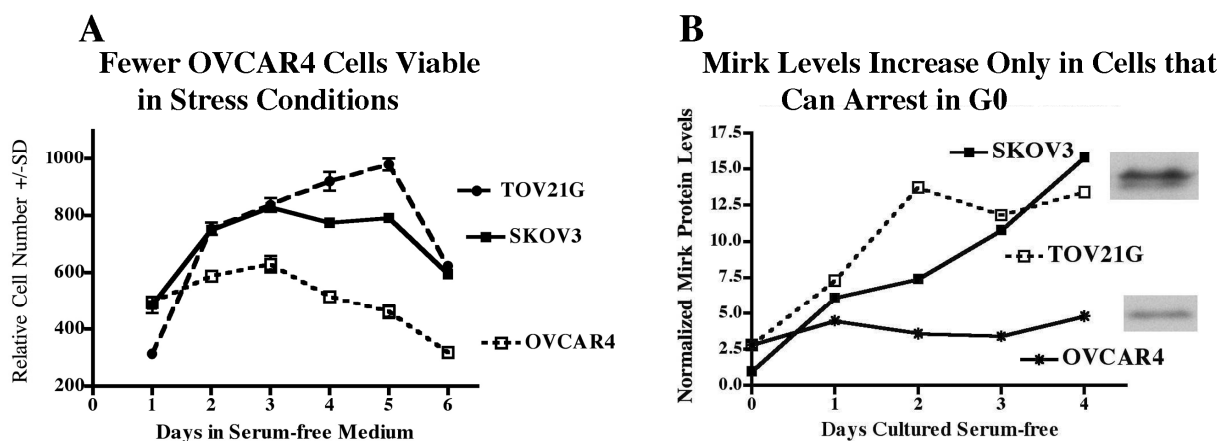 A
Fewer OVCAR4 Cells Viable
in Stress Conditions
Relative Cell Number +/-SD
1000
800
600
400
200
0
1
2
3
4
5
6
Days in Serum-free Medium
TOV21G
SKOV3
OVCAR4
B
Mirk Levels Increase Only in Cells that
Can Arrest in G0
Normalized Mirk Protein Levels
17.5
15.0
12.5
10.0
7.5
5.0
2.5
0.0
0
1
2
3
4
Days Cultured Serum-free
SKOV3
TOV21G
OVCAR4